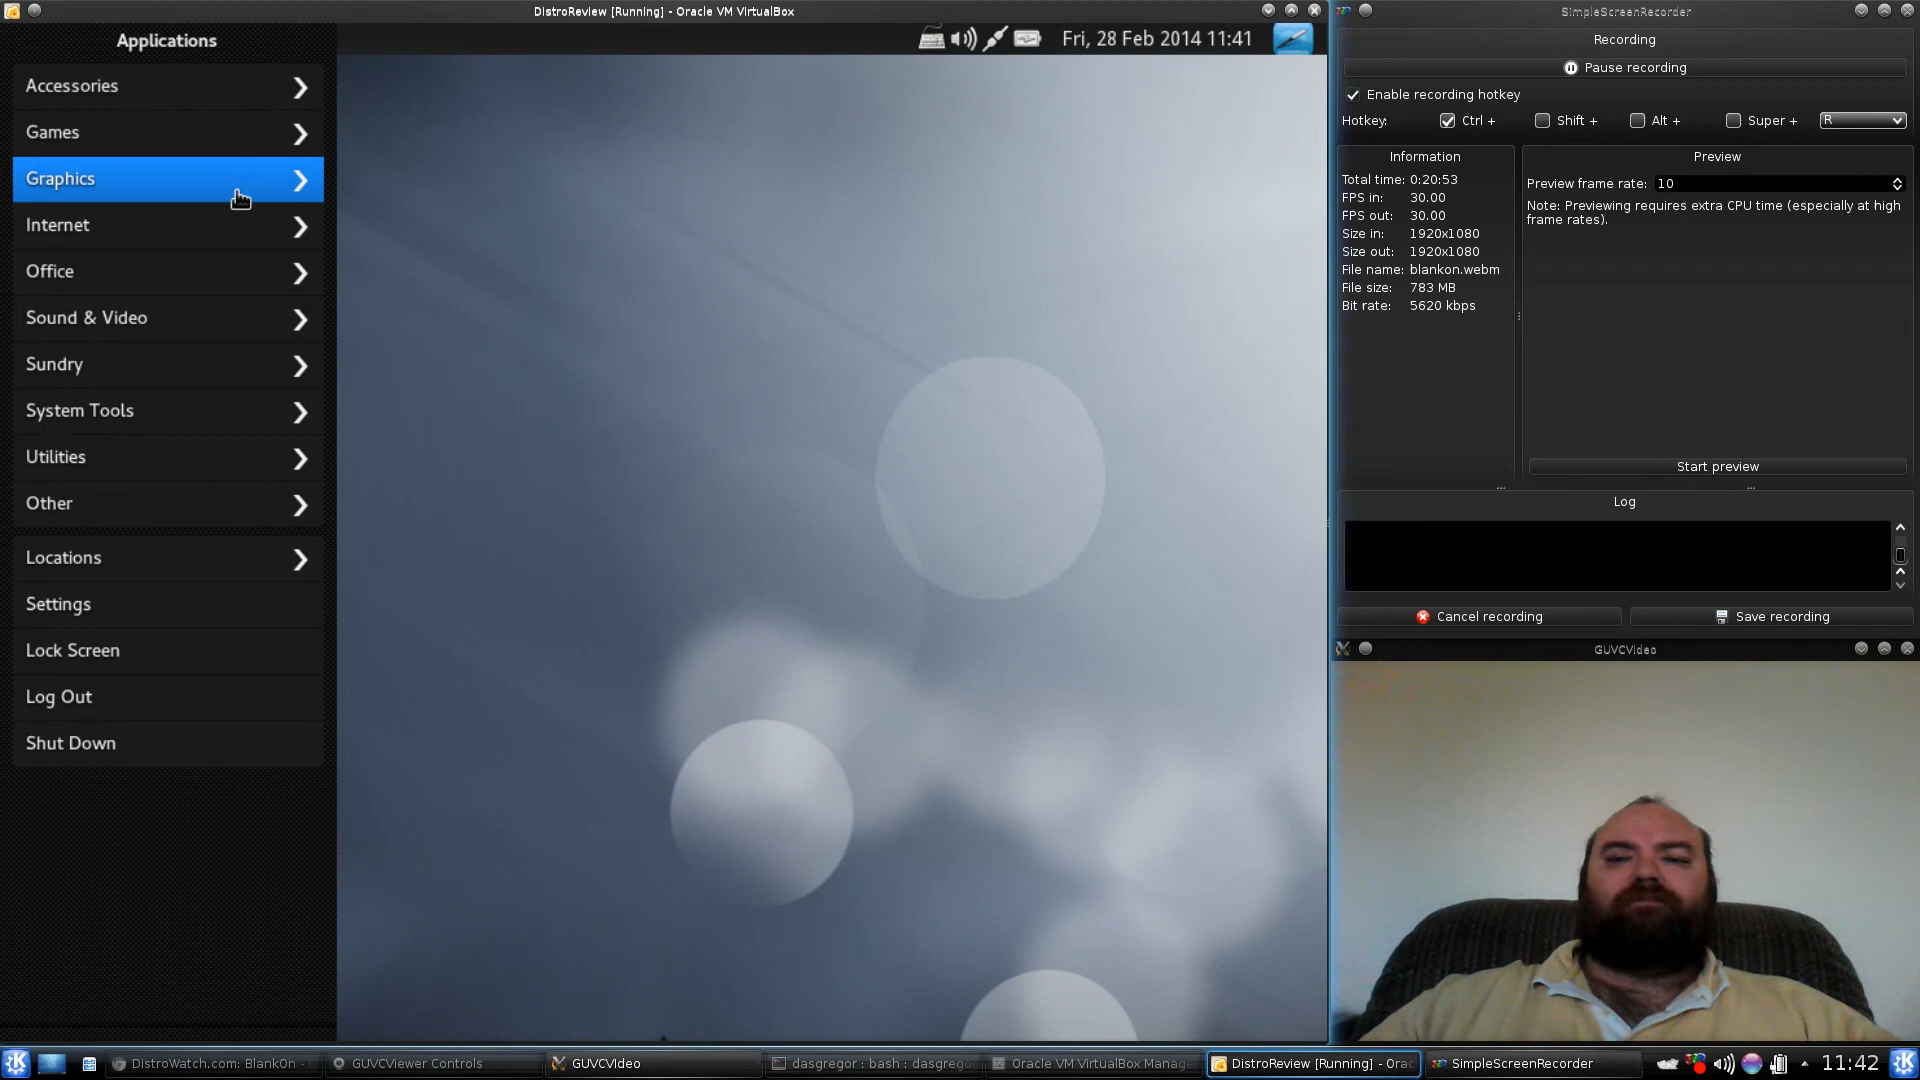 DistroReview [Running] - Oracle VM VirtualBox
Applications
Fri, 28 Feb 2014 11:41
Accessories
Games
Graphics
Internet
Office
Sound & Video
Sundry
System Tools
Utilities
Other
Locations
Settings
Lock Screen
Log Out
Shut Down
SimpleScreenRecorder
Recording
Pause recording
Enable recording hotkey
Hotkey: Ctrl + Shift + Alt + Super + R
Information
Total time: 0:20:53
FPS in: 30.00
FPS out: 30.00
Size in: 1920x1080
Size out: 1920x1080
File name: blankon.webm
File size: 783 MB
Bit rate: 5620 kbps
Preview
Preview frame rate: 10
Note: Previewing requires extra CPU time (especially at high
frame rates).
Start preview
Log
Cancel recording
Save recording
GUVCVideo
DistroWatch.com: BlankOn -
GUVCViewer Controls
GUVCVideo
dasgregor : bash : dasgrego
Oracle VM VirtualBox Manage
DistroReview [Running] - Orac
SimpleScreenRecorder
11:42